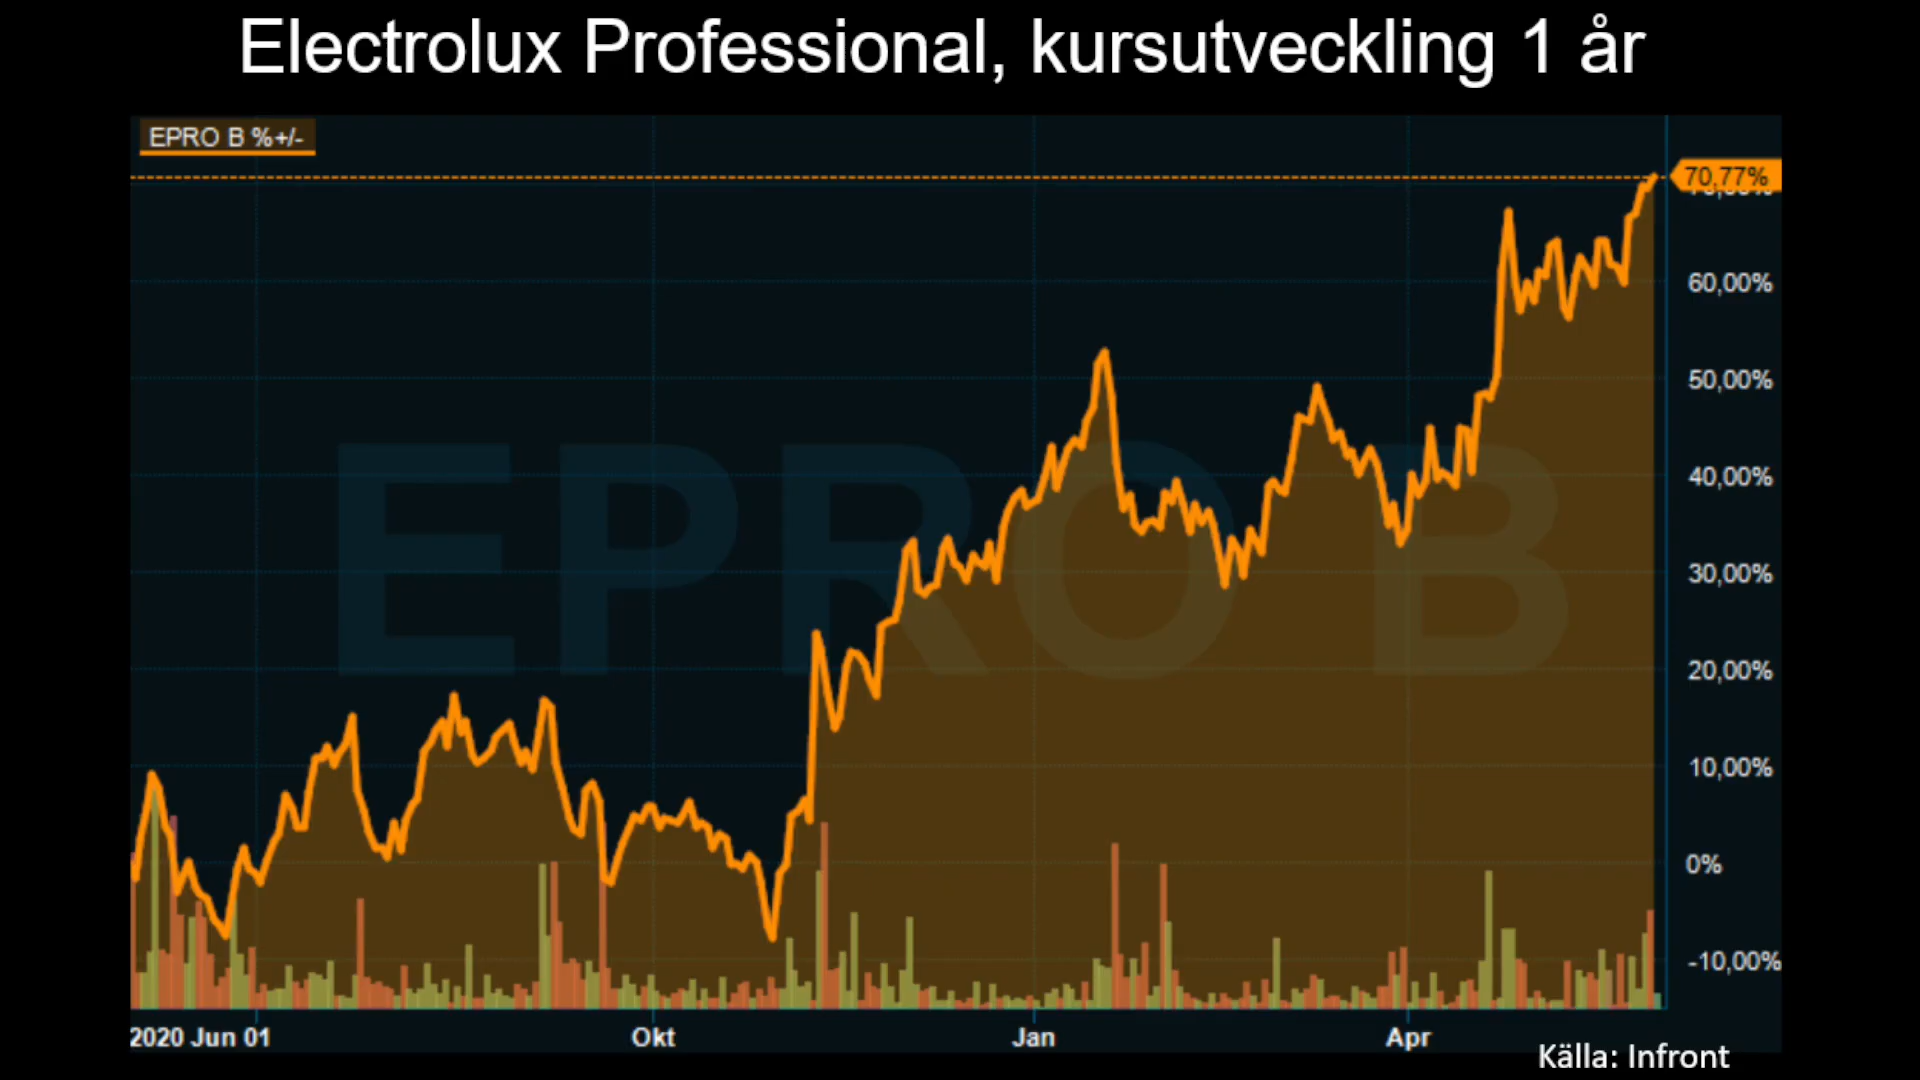 Electrolux Professional, kursutveckling 1 år
EPRO B %+/-
70,77%
60,00%
50,00%
40,00%
EPRO B
30,00%
20,00%
10,00%
0%
-10,00%
2020 Jun 01 Okt Jan Apr
Källa: Infront